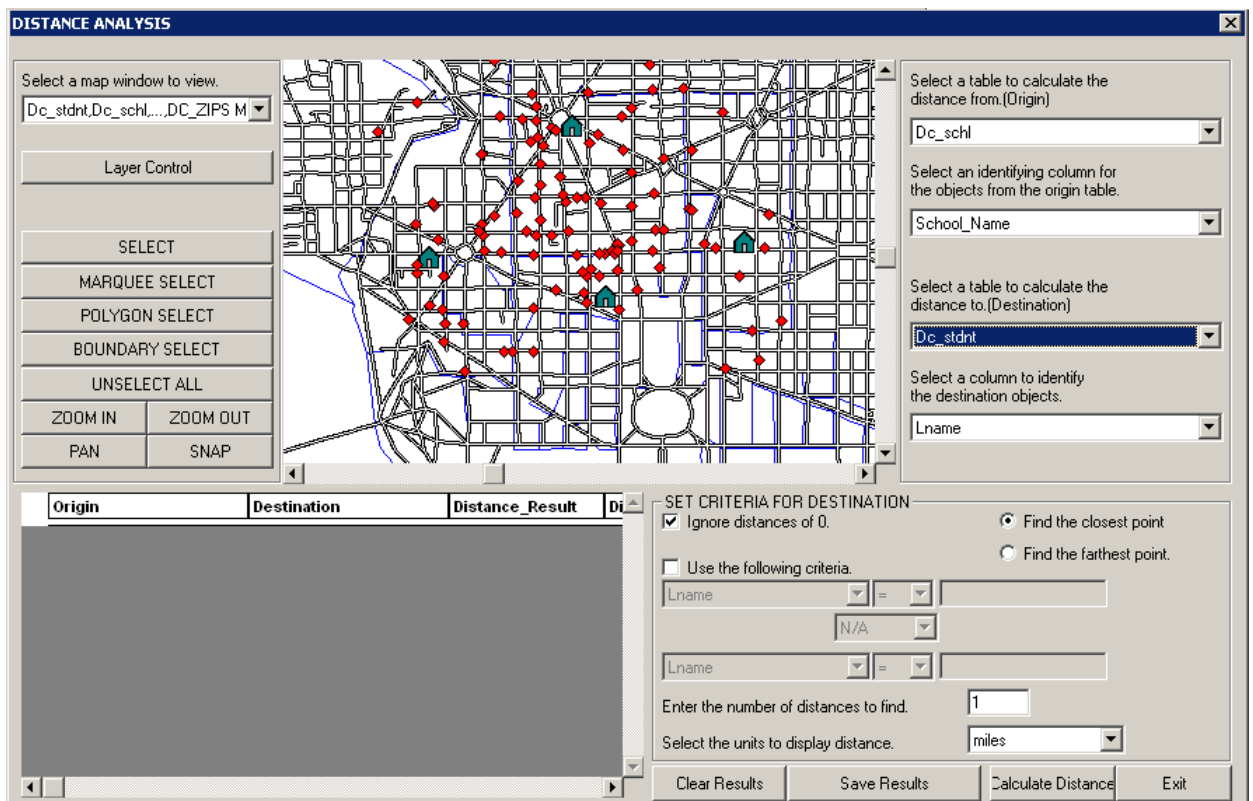 DISTANCE ANALYSIS
Select a map window to view.
Dc_stdnt,Dc_schl,...,DC_ZIPS M
Layer Control
SELECT
MARQUEE SELECT
POLYGON SELECT
BOUNDARY SELECT
UNSELECT ALL
ZOOM IN
ZOOM OUT
PAN
SNAP
Select a table to calculate the
distance from.(Origin)
Dc_schl
Select an identifying column for
the objects from the origin table.
School_Name
Select a table to calculate the
distance to.(Destination)
Dc_stdnt
Select a column to identify
the destination objects.
Lname
Origin
Destination
Distance_Result
Di
SET CRITERIA FOR DESTINATION
Ignore distances of 0.
Find the closest point
Find the farthest point.
Use the following criteria.
Lname
=
N/A
Lname
=
Enter the number of distances to find.
1
Select the units to display distance.
miles
Clear Results
Save Results
Calculate Distance
Exit